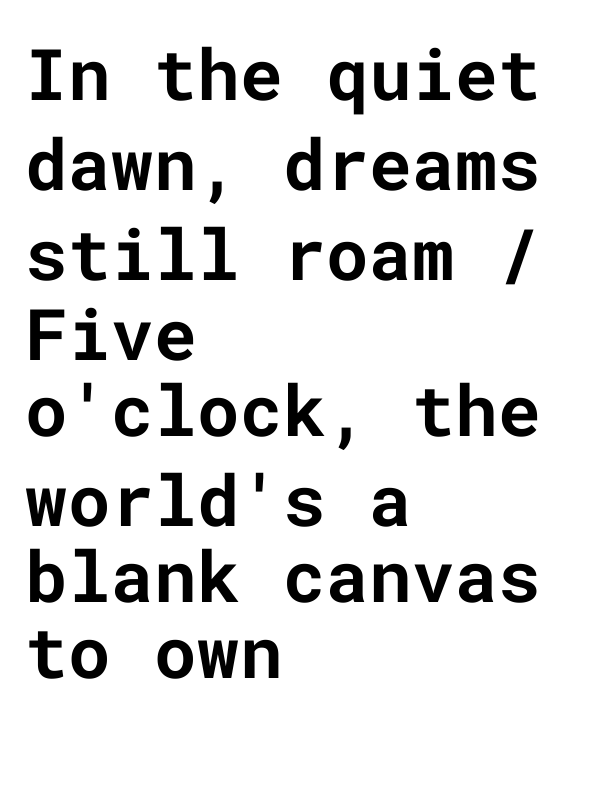 In the quiet
dawn, dreams
still roam /
Five
o'clock, the
world's a
blank canvas
to own